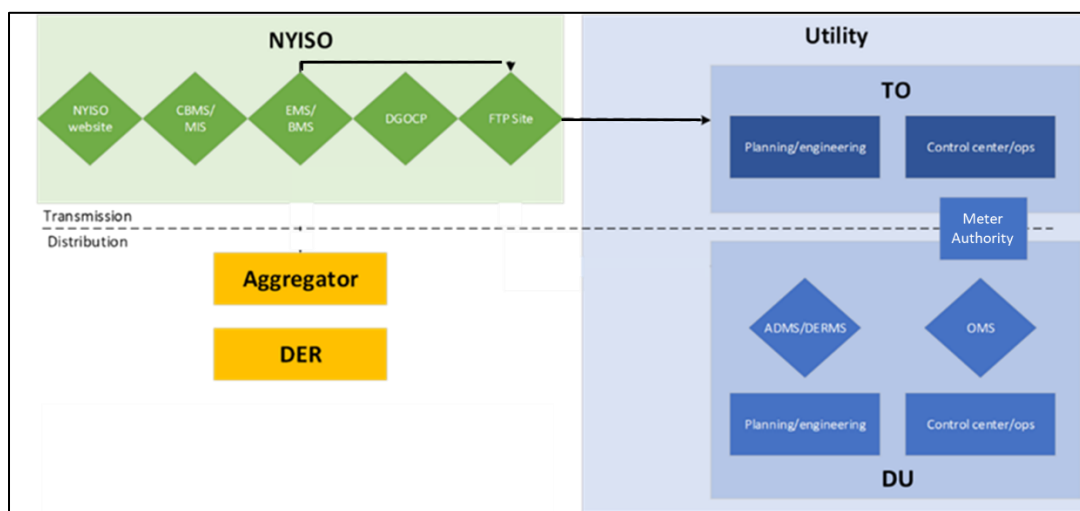 NYISO
Utility
NYISO
website
CBMS/
MIS
EMS/
BMS
DGOCP
FTP Site
TO
Planning/engineering
Control center/ops
Transmission
Distribution
Meter
Authority
Aggregator
DER
ADMS/DERMS
OMS
Planning/engineering
Control center/ops
DU